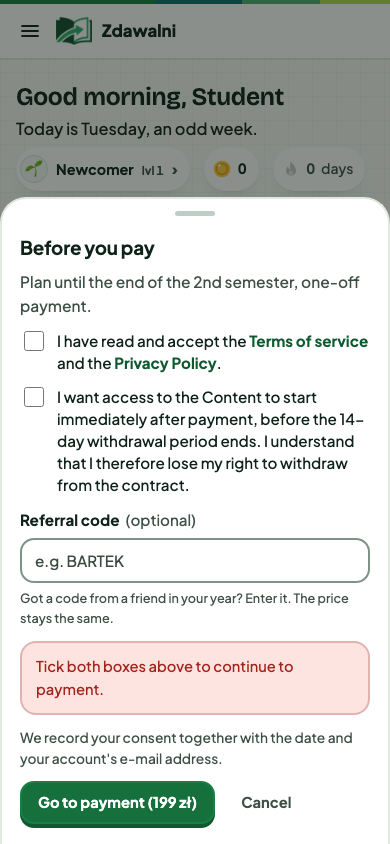 Zdawalni
Good morning, Student
Today is Tuesday, an odd week.
Newcomer lvl 1 › 0 0 days
Before you pay
Plan until the end of the 2nd semester, one-off
payment.
I have read and accept the Terms of service
and the Privacy Policy.
I want access to the Content to start
immediately after payment, before the 14-
day withdrawal period ends. I understand
that I therefore lose my right to withdraw
from the contract.
Referral code (optional)
e.g. BARTEK
Got a code from a friend in your year? Enter it. The price
stays the same.
Tick both boxes above to continue to
payment.
We record your consent together with the date and
your account's e-mail address.
Go to payment (199 zł) Cancel